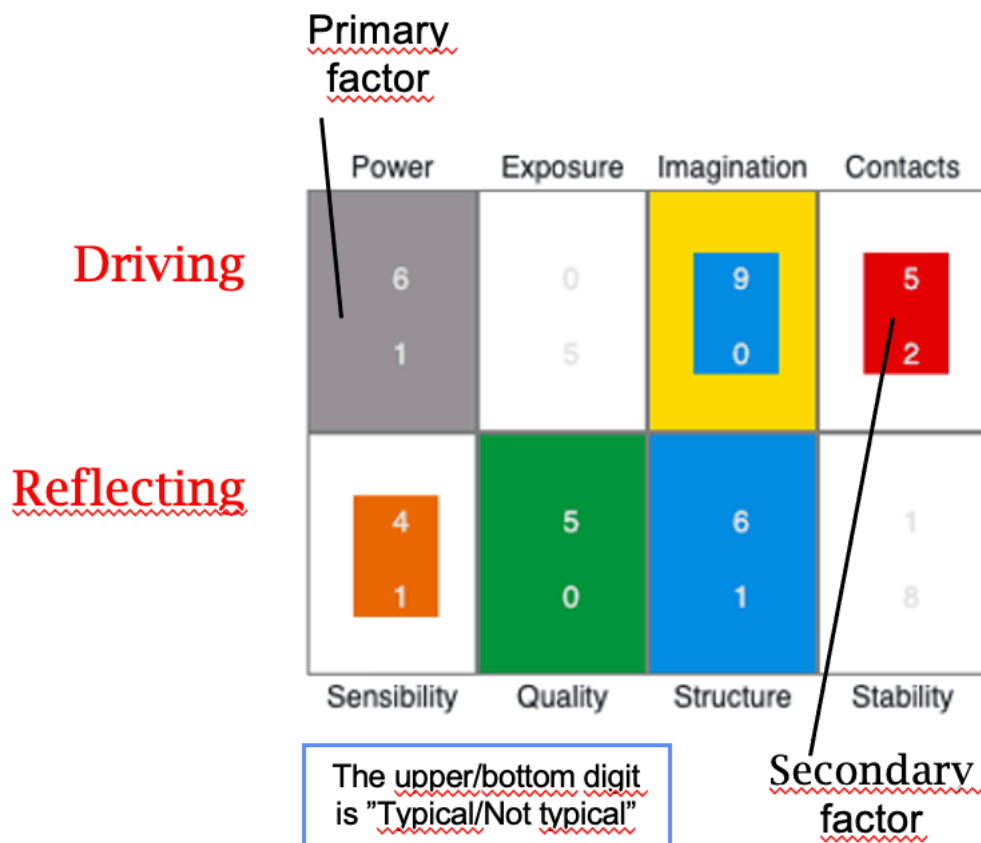 Primary
factor
Power Exposure Imagination Contacts
Driving
6 0 9 5
1 5 0 2
Reflecting
4 5 6 1
1 0 1 8
Sensibility Quality Structure Stability
The upper/bottom digit
is ”Typical/Not typical”
Secondary
factor